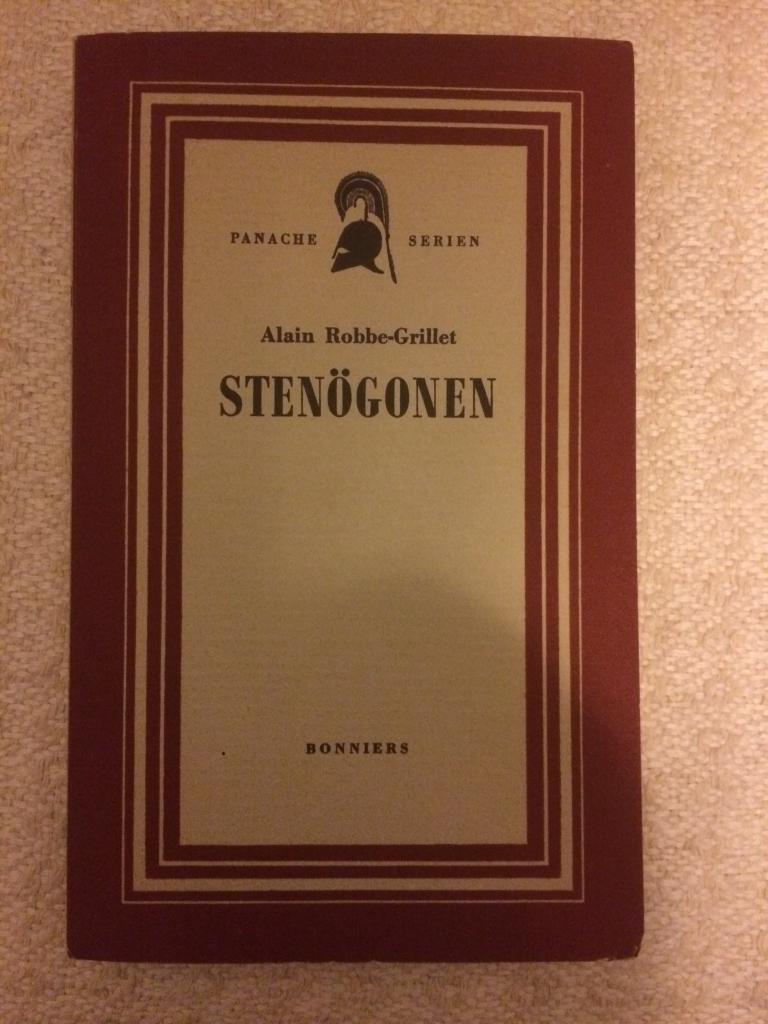 PANACHE SERIEN
Alain Robbe-Grillet
STENÖGONEN
BONNIERS